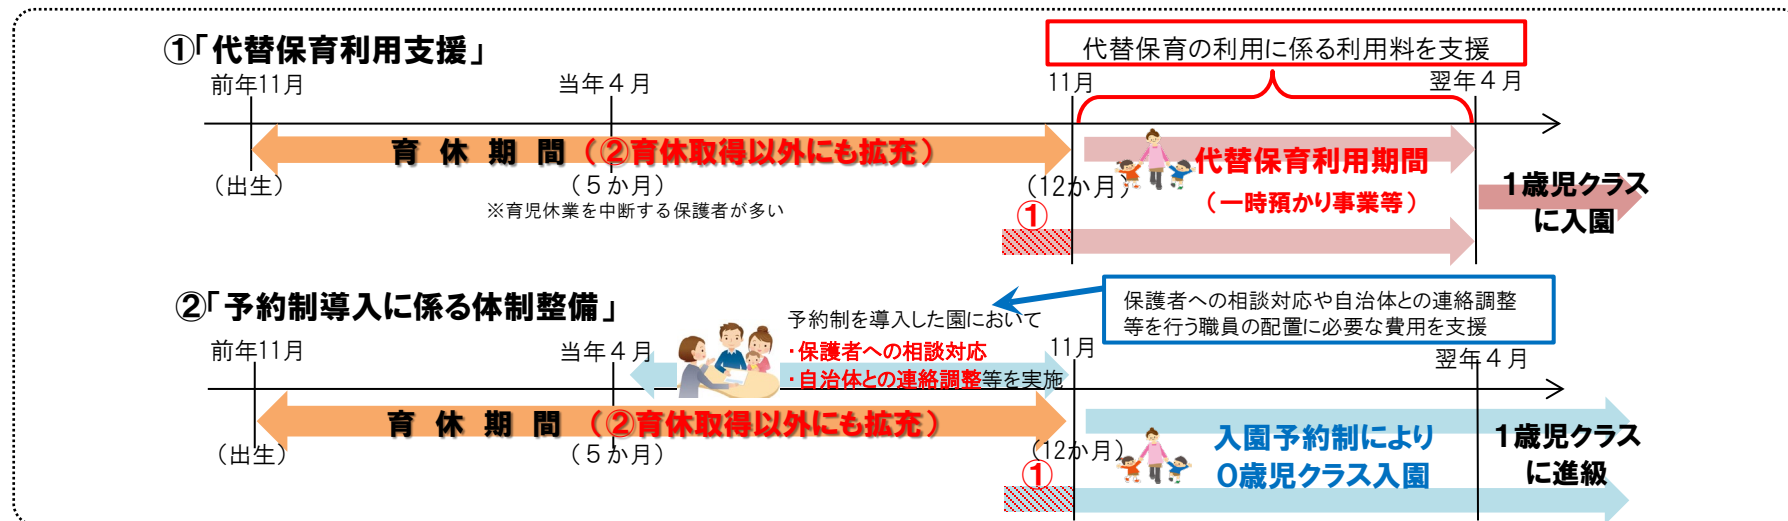 ①「代替保育利用支援」
代替保育の利用に係る利用料を支援
前年11月
当年４月
11月
翌年４月
育 休 期 間 （②育休取得以外にも拡充）
代替保育利用期間
（一時預かり事業等）
（出生）
（５か月）
（12か月）
※育児休業を中断する保護者が多い
①
1歳児クラス
に入園
②「予約制導入に係る体制整備」
保護者への相談対応や自治体との連絡調整
等を行う職員の配置に必要な費用を支援
予約制を導入した園において
・保護者への相談対応
・自治体との連絡調整等を実施
前年11月
当年４月
11月
翌年４月
育 休 期 間 （②育休取得以外にも拡充）
（出生）
（５か月）
（12か月）
①
入園予約制により
0歳児クラス入園
1歳児クラス
に進級